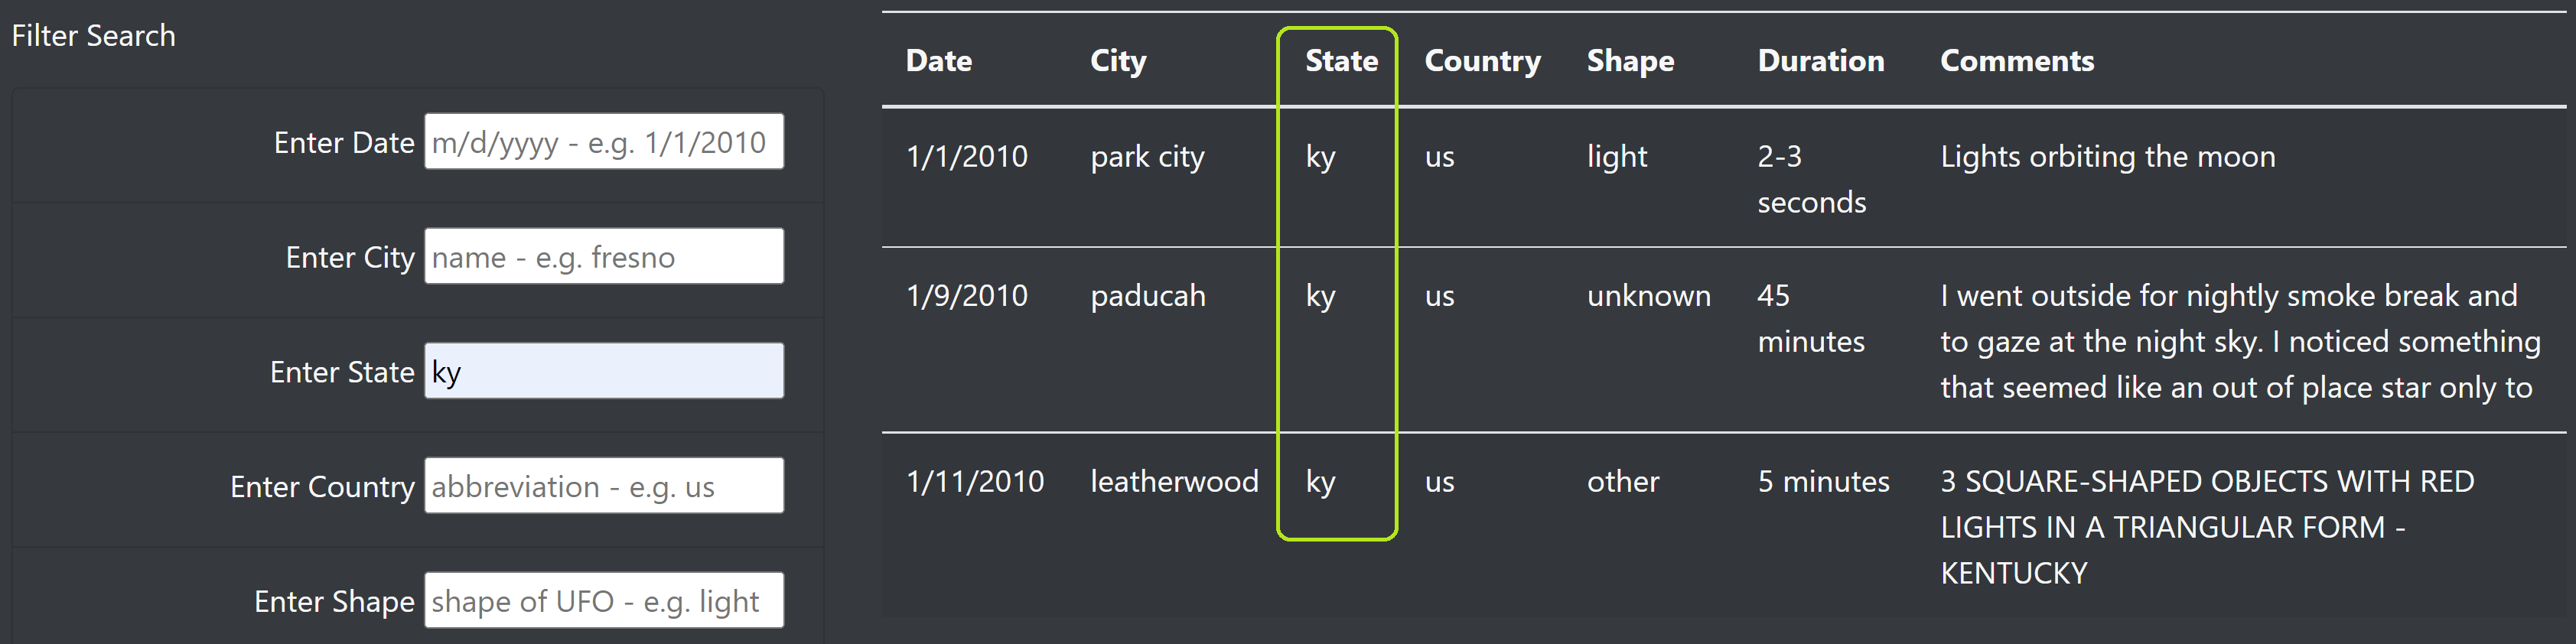 Filter Search
Enter Date m/d/yyyy - e.g. 1/1/2010
Enter City name - e.g. fresno
Enter State ky
Enter Country abbreviation - e.g. us
Enter Shape shape of UFO - e.g. light
Date City State Country Shape Duration Comments
1/1/2010 park city ky us light 2-3 Lights orbiting the moon
seconds
1/9/2010 paducah ky us unknown 45 I went outside for nightly smoke break and
minutes to gaze at the night sky. I noticed something
that seemed like an out of place star only to
1/11/2010 leatherwood ky us other 5 minutes 3 SQUARE-SHAPED OBJECTS WITH RED
LIGHTS IN A TRIANGULAR FORM -
KENTUCKY